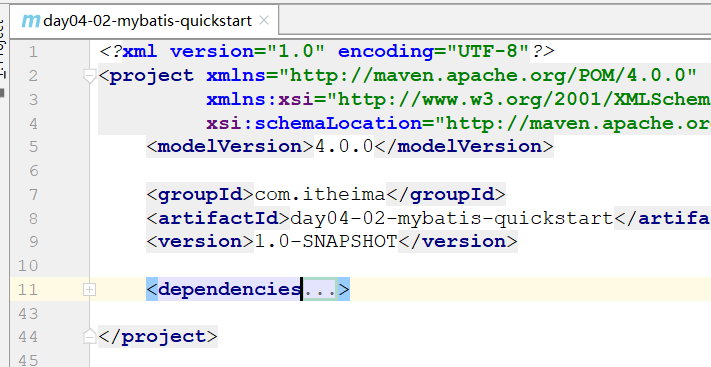 m day04-02-mybatis-quickstart ×
Project
1 <?xml version="1.0" encoding="UTF-8"?>
2 <project xmlns="http://maven.apache.org/POM/4.0.0"
3 xmlns:xsi="http://www.w3.org/2001/XMLSchem
4 xsi:schemaLocation="http://maven.apache.or
5 <modelVersion>4.0.0</modelVersion>
6
7 <groupId>com.itheima</groupId>
8 <artifactId>day04-02-mybatis-quickstart</artifa
9 <version>1.0-SNAPSHOT</version>
10
11 <dependencies...>
43
44 </project>
45